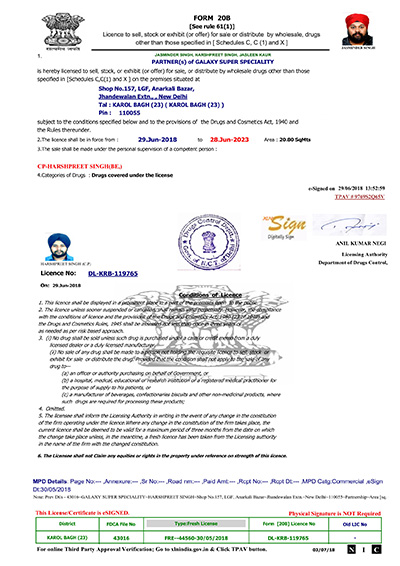 FORM 20B
[See rule 61(1)]
Licence to sell, stock or exhibit (or offer) for sale or distribute by wholesale, drugs
other than those specified in [ Schedules C, C (1) and X ]
JASWINDER SINGH, HARSHPREET SINGH, JASLEEN KAUR
1. PARTNER(s) of GALAXY SUPER SPECIALITY
is hereby licensed to sell, stock, or exhibit (or offer) for sale, or distribute by wholesale drugs other than those
specified in [Schedules C,C(1) and X ] on the premises situated at
Shop No.157, LGF, Anarkali Bazar,
Jhandewalan Extn,, , New Delhi
Tal : KAROL BAGH (23) ( KAROL BAGH (23) )
Pin : 110055
subject to the conditions specified below and to the provisions of the Drugs and Cosmetics Act, 1940 and
the Rules thereunder.
2.The licence shall be in force from : 29.Jun-2018 to 28.Jun-2023 Area : 20.80 SqMts
3.The sale shall be made under the personal supervision of a competent person :
CP-HARSHPREET SINGH(BE,)
4.Categories of Drugs : Drugs covered under the license
e-Signed on 29/06/2018 13:52:59
Sign
Digitally Sign
ANIL KUMAR NEGI
Licensing Authority
Department of Drugs Control,
HARSHPREET SINGH (C.P)
Licence No: DL-KRB-119765
On: 29.Jun-2018
Conditions of Licence
1. This licence shall be displayed in a prominent place in a part of the premises open to the public.
2. The licence unless sooner suspended or cancelled shall remain valid perpetually. However, the compliance
with the conditions of licence and the provisions of the Drugs and Cosmetics Act, 1940 (23 of 1940) and
the Drugs and Cosmetics Rules, 1945 shall be assessed not less than once in three years or
as needed as per risk based approach.
3. (i) No drug shall be sold unless such drug is purchased under a cash or credit memo from a duly
licensed dealer or a duly licensed manufacturer.
(ii) No sale of any drug shall be made to a person not holding the requisite licence to sell, stock or
exhibit for sale or distribute the drug. Provided that this condition shall not apply to the sale of any
drug to—
(a) an officer or authority purchasing on behalf of Government, or
(b) a hospital, medical, educational or research institution or a registered medical practitioner for the
purpose of supply to his patients, or
(c) a manufacturer of beverages, confectionaries biscuits and other non-medicinal products, where
such drugs are required for processing these products;
4. Omitted.
5. The licensee shall inform the Licensing Authority in writing in the event of any change in the constitution
of the firm operating under the licence Where any change in the constitution of the firm takes place, the
current licence shall be deemed to be valid for a maximum period of three months from the date on which
the change take place unless, in the meantime, a fresh licence has been taken from the Licensing authority
in the name of the firm with the changed constitution.
6. The Licensee shall not Claim any equities or rights in the property under reference on strength of this licence.
MPD Details Page No:--- ,Annexure:--- ,Sr No:--- ,Road nm:--- ,Paid Amt:--- ,Rcpt No:--- ,Rcpt Dt:--- .MPD Catg:Commercial ,eSign
Dt:30/05/2018
This License/Certificate is eSIGNED. Physical Signature is NOT Required
District FDCA File No Type:Fresh License Form (20B) Licence No Old LIC No
KAROL BAGH (23) 43016 FRE--44560-30/05/2018 DL-KRB-119765 -
For online Third Party Approval Verification; Go to xlnindia.gov.in & Click TPAV button. 02/07/18 N I C